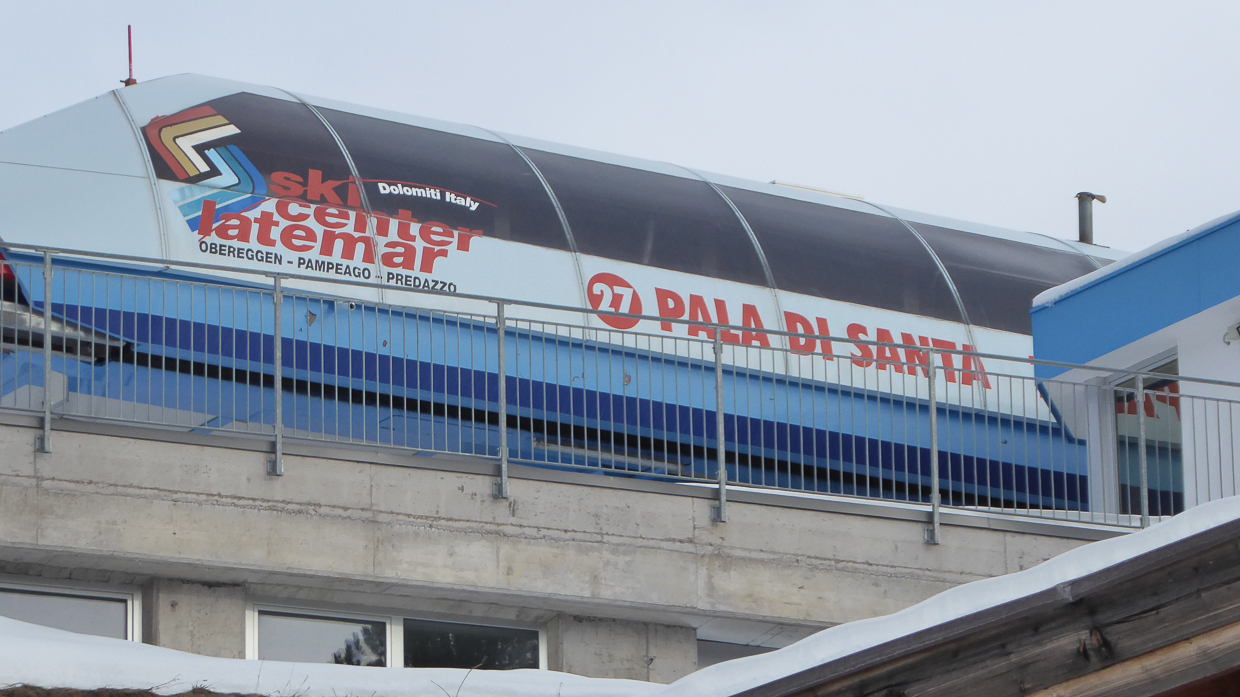 ski
Dolomiti Italy
center
latemar
OBEREGGEN - PAMPEAGO - PREDAZZO
27 PALA DI SANTA